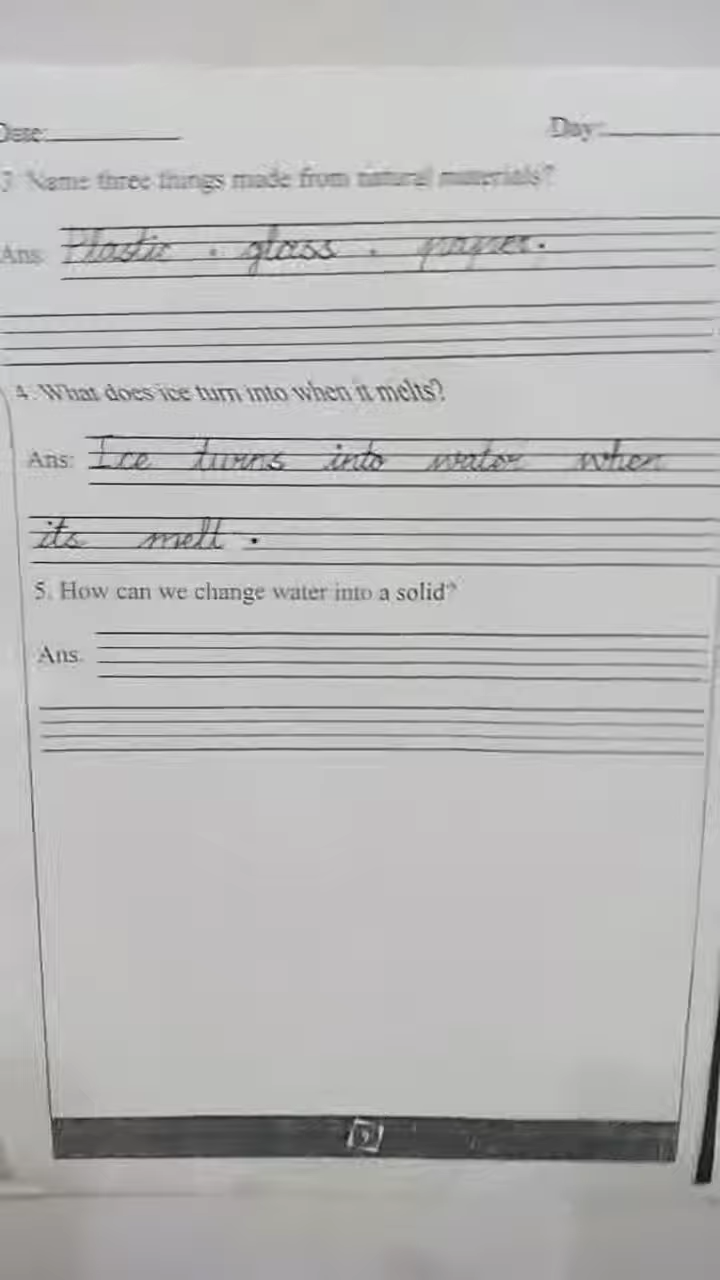 Date:
Day:
3. Name three things made from natural materials?
Ans: Plastic . glass . paper.
4. What does ice turn into when it melts?
Ans: Ice turns into water when
its melt .
5. How can we change water into a solid?
Ans.